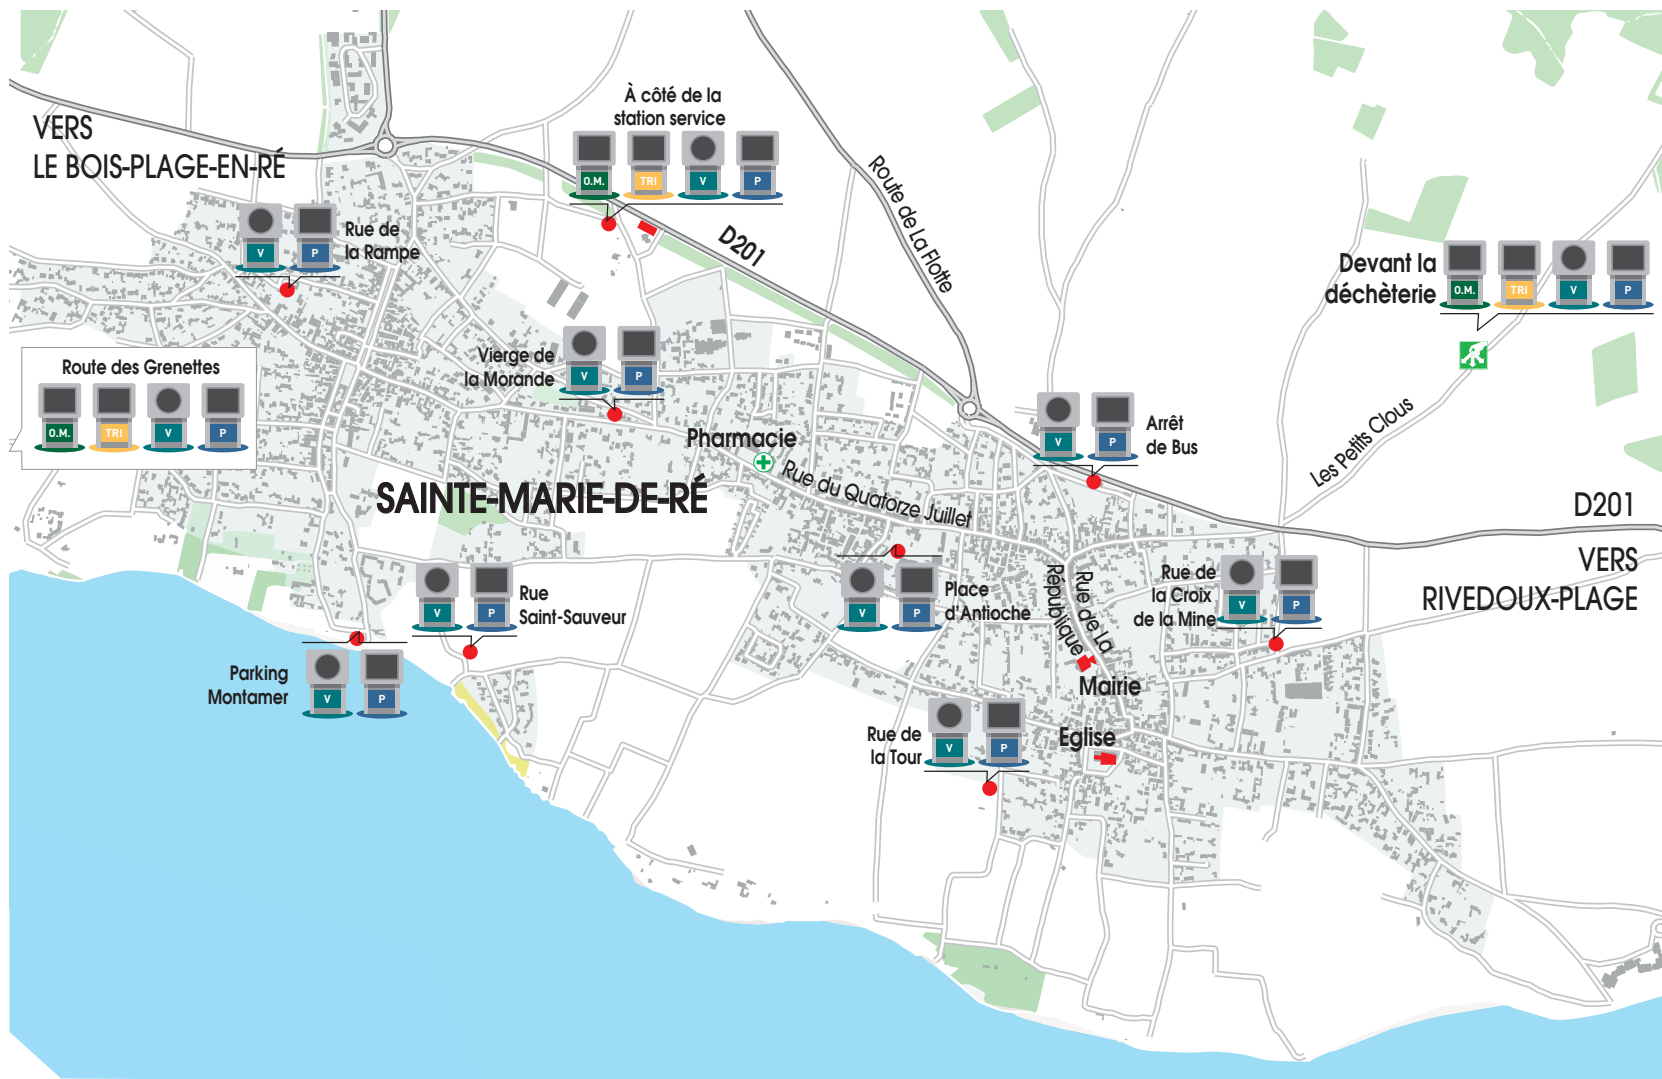 À côté de la
station service
O.M.
TRI
V
P
VERS
LE BOIS-PLAGE-EN-RÉ
Route de La Flotte
D201
V
P
Rue de
la Rampe
Devant la
déchèterie
O.M.
TRI
V
P
Route des Grenettes
O.M.
TRI
V
P
Vierge de
la Morande
V
P
Les Petits Clous
Arrêt
de Bus
V
P
Pharmacie
Rue du Quatorze Juillet
SAINTE-MARIE-DE-RÉ
D201
VERS
RIVEDOUX-PLAGE
V
P
Rue
Saint-Sauveur
V
P
Place
d'Antioche
Rue de La
République
Rue de
la Croix
de la Mine
V
P
Parking
Montamer
V
P
Mairie
Rue de
la Tour
V
P
Eglise